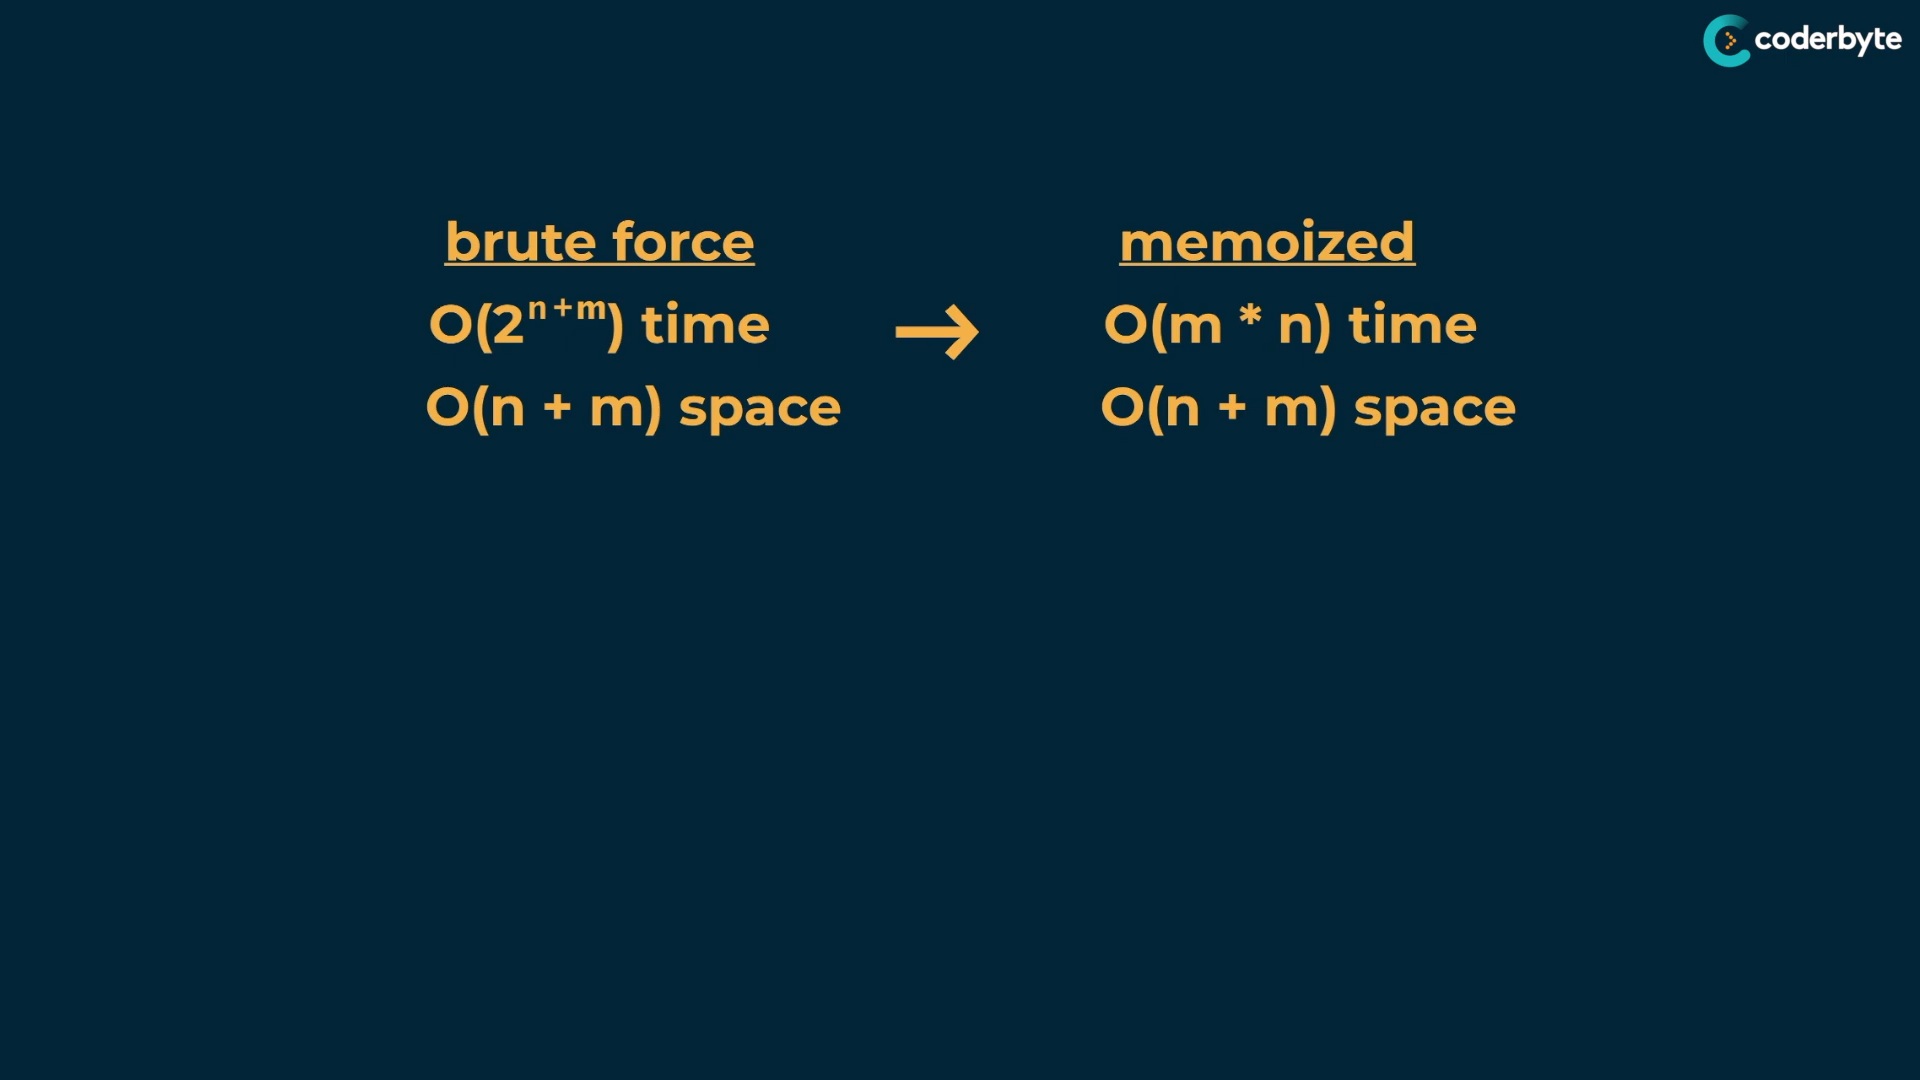 coderbyte
brute force
O(2ⁿ⁺ᵐ) time
O(n + m) space
→
memoized
O(m * n) time
O(n + m) space